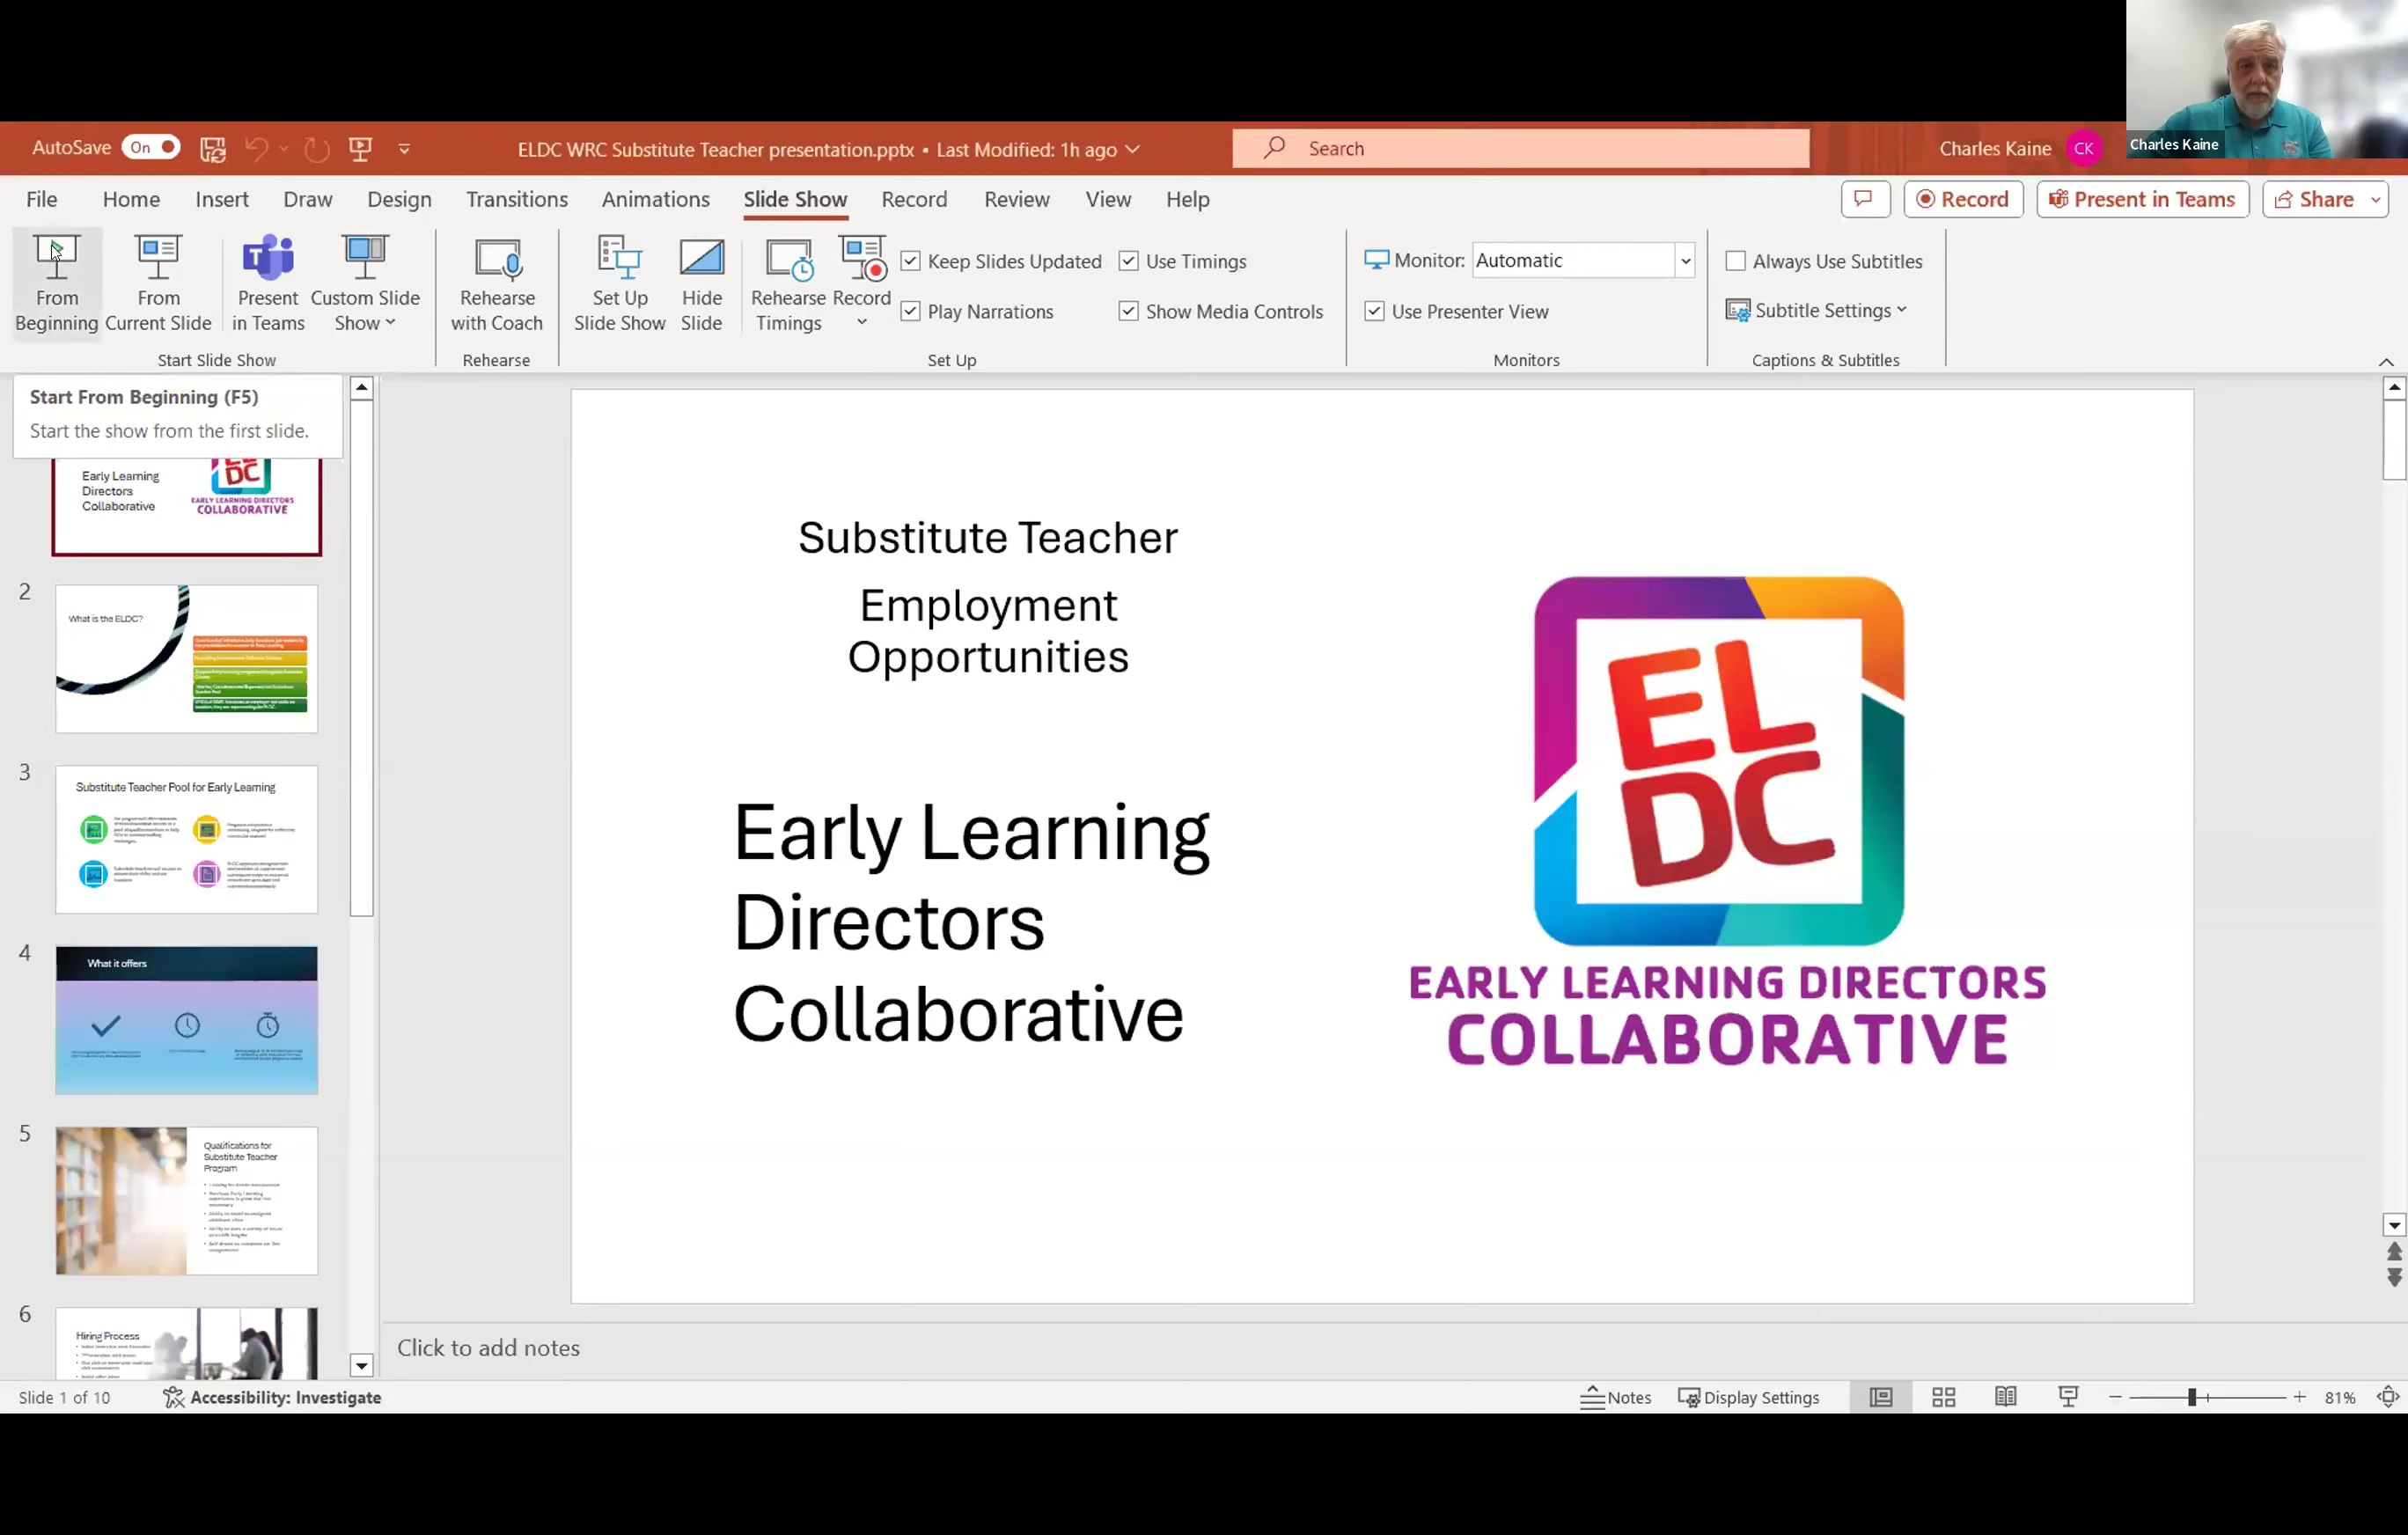 Charles Kaine
AutoSave On
ELDC WRC Substitute Teacher presentation.pptx • Last Modified: 1h ago
Search
Charles Kaine CK
File Home Insert Draw Design Transitions Animations Slide Show Record Review View Help
Record Present in Teams Share
From Beginning
From Current Slide
Present in Teams
Custom Slide Show
Start Slide Show
Rehearse with Coach
Rehearse
Set Up Slide Show
Hide Slide
Rehearse Timings
Record
Keep Slides Updated
Use Timings
Play Narrations
Show Media Controls
Set Up
Monitor: Automatic
Use Presenter View
Monitors
Always Use Subtitles
Subtitle Settings
Captions & Subtitles
Start From Beginning (F5)
Start the show from the first slide.
Early Learning
Directors
Collaborative
DC
EARLY LEARNING DIRECTORS
COLLABORATIVE
2
What is the ELDC?
3
Substitute Teacher Pool for Early Learning
4
What it offers
5
Qualifications for
Substitute Teacher
Program
6
Hiring Process
Substitute Teacher
Employment
Opportunities
Early Learning
Directors
Collaborative
EL
DC
EARLY LEARNING DIRECTORS
COLLABORATIVE
Click to add notes
Slide 1 of 10
Accessibility: Investigate
Notes
Display Settings
81%